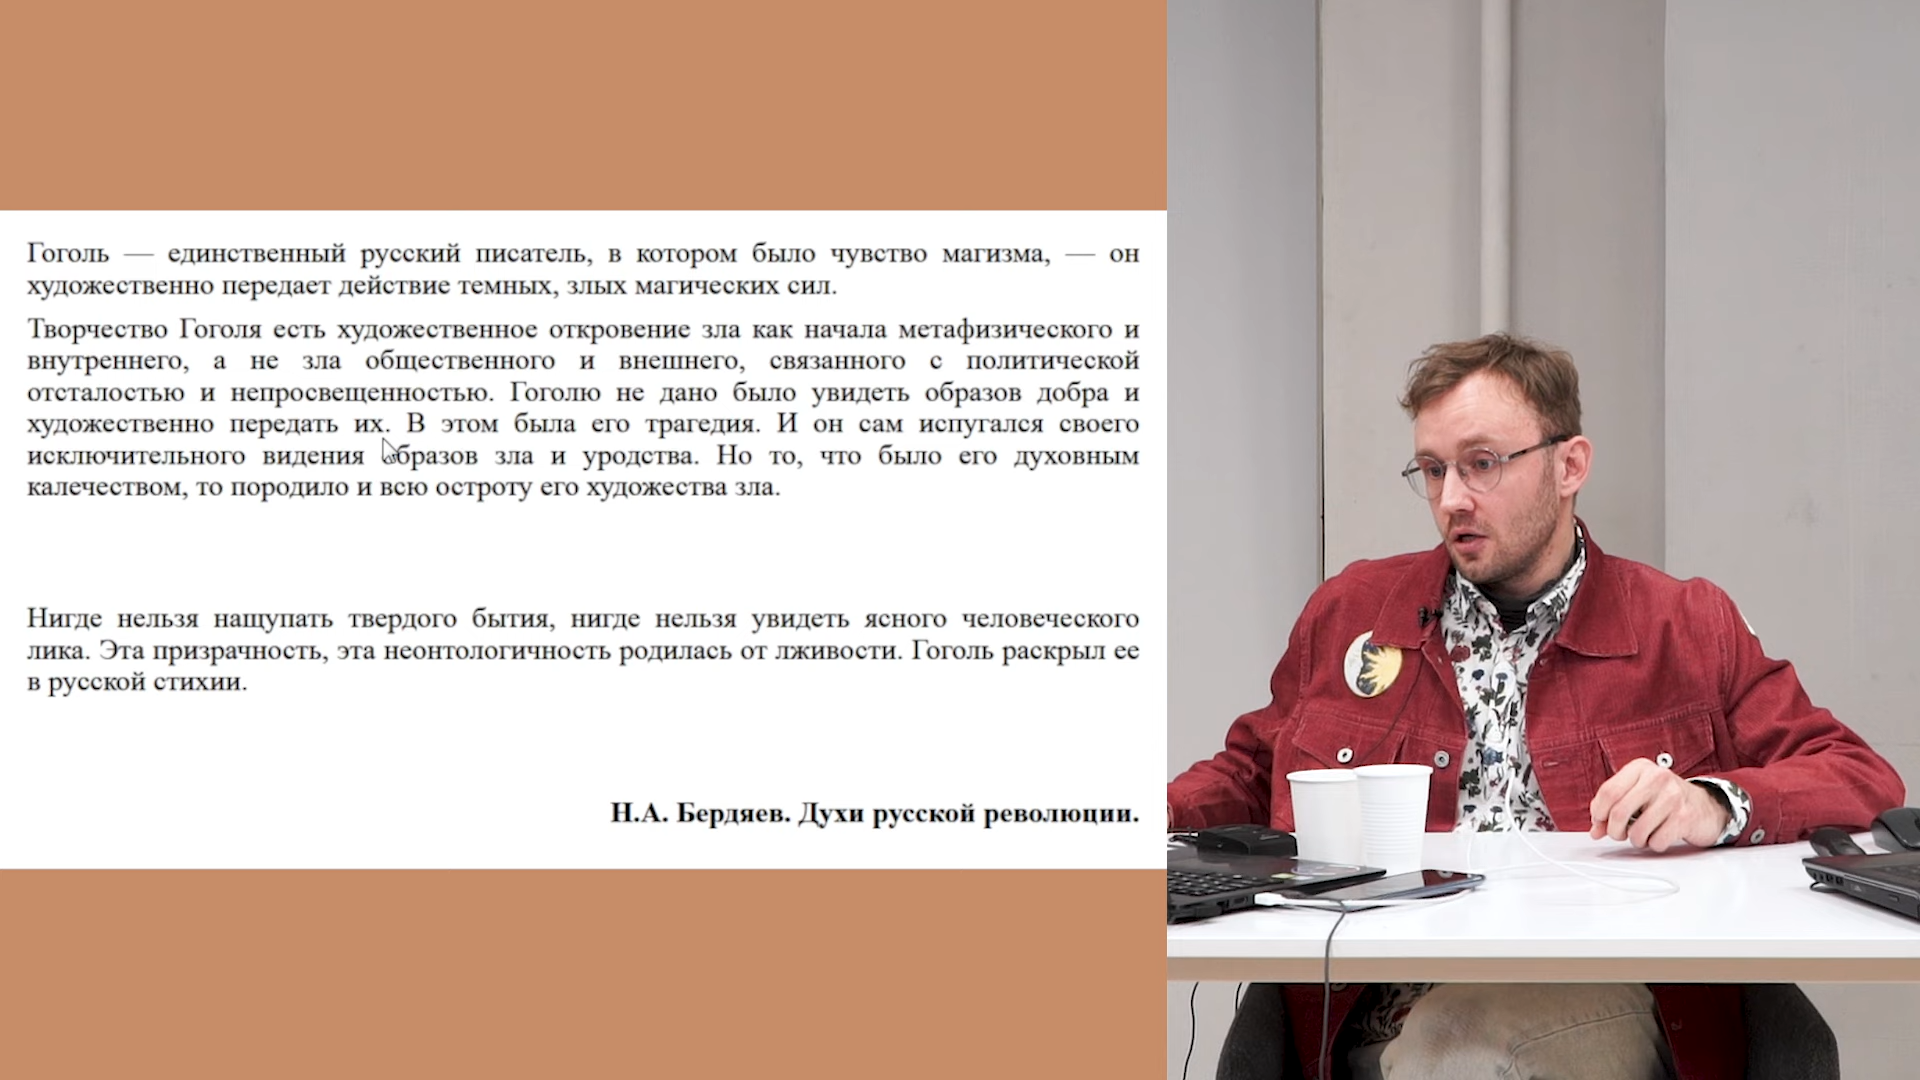 Гоголь — единственный русский писатель, в котором было чувство магизма, — он
художественно передает действие темных, злых магических сил.
Творчество Гоголя есть художественное откровение зла как начала метафизического и
внутреннего, а не зла общественного и внешнего, связанного с политической
отсталостью и непросвещенностью. Гоголю не дано было увидеть образов добра и
художественно передать их. В этом была его трагедия. И он сам испугался своего
исключительного видения образов зла и уродства. Но то, что было его духовным
калечеством, то породило и всю остроту его художества зла.
Нигде нельзя нащупать твердого бытия, нигде нельзя увидеть ясного человеческого
лика. Эта призрачность, эта неонтологичность родилась от лживости. Гоголь раскрыл ее
в русской стихии.
Н.А. Бердяев. Духи русской революции.